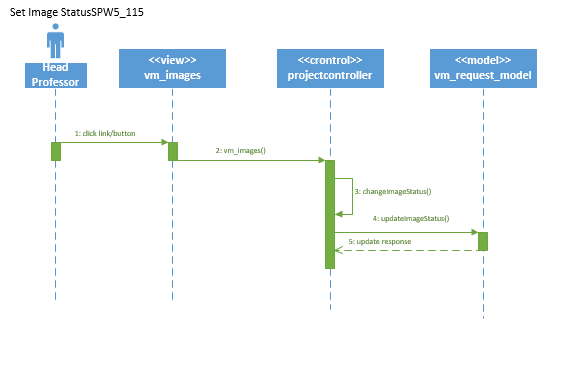 Set Image StatusSPW5_115
Head
Professor
<<view>>
vm_images
<<crontrol>>
projectcontroller
<<model>>
vm_request_model
1: click link/button
2: vm_images()
3: changeImageStatus()
4: updateImageStatus()
5: update response